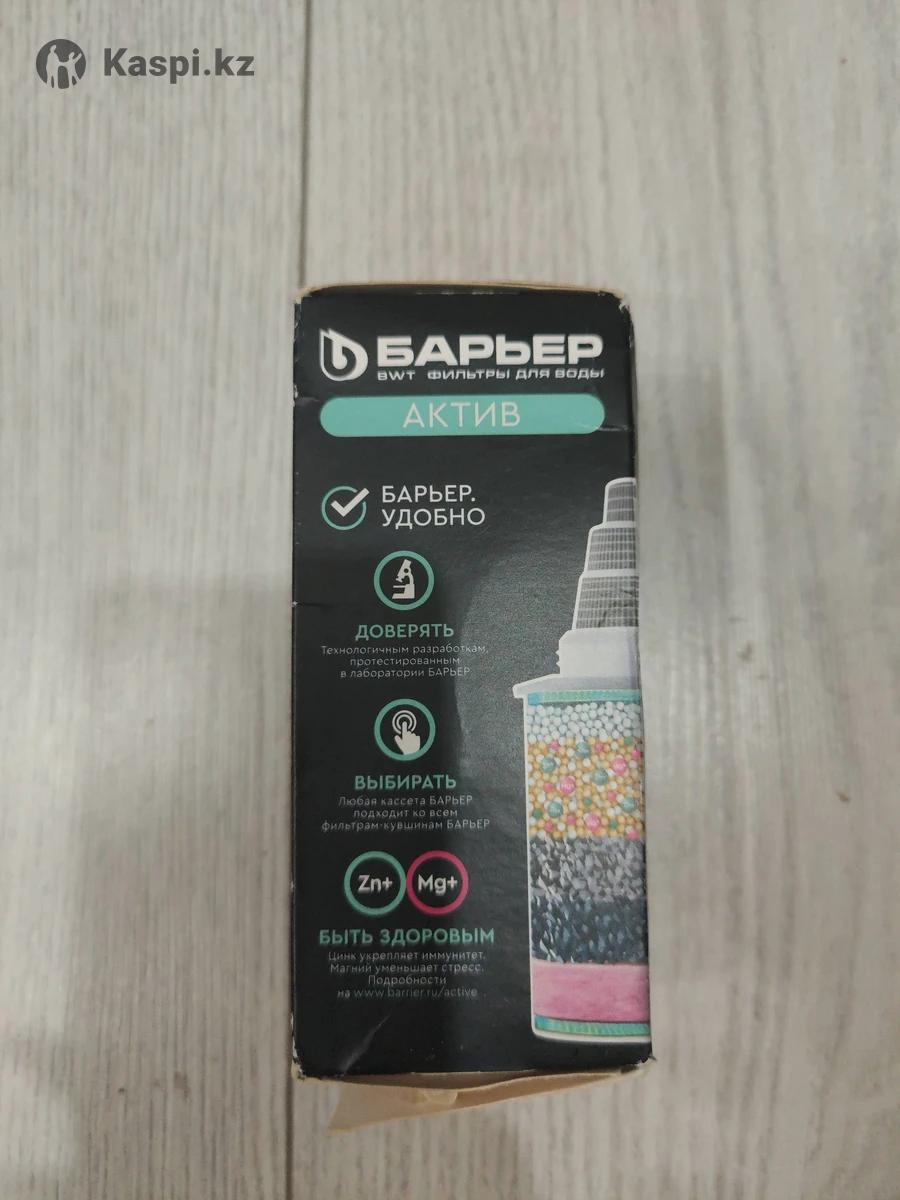 Kaspi.kz
БАРЬЕР
BWT ФИЛЬТРЫ ДЛЯ ВОДЫ
АКТИВ
БАРЬЕР.
УДОБНО
ДОВЕРЯТЬ
Технологичным разработкам,
протестированным
в лаборатории БАРЬЕР
ВЫБИРАТЬ
Любая кассета БАРЬЕР
подходит ко всем
фильтрам-кувшинам БАРЬЕР
Zn+ Mg+
БЫТЬ ЗДОРОВЫМ
Цинк укрепляет иммунитет.
Магний уменьшает стресс.
Подробности
на www.barrier.ru/active